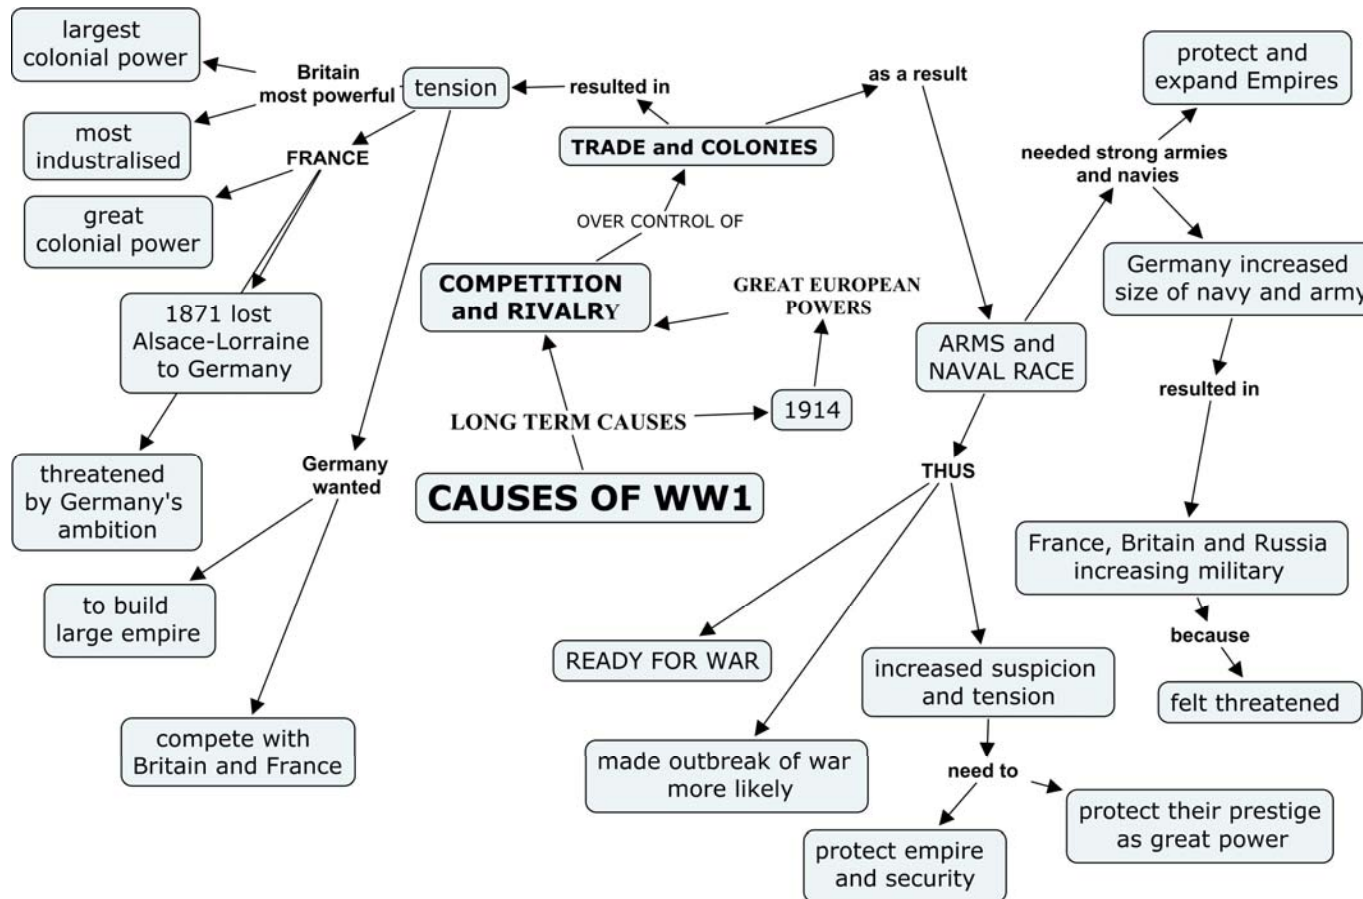 largest
colonial power
Britain
most powerful
tension
resulted in
as a result
protect and
expand Empires
most
industralised
FRANCE
TRADE and COLONIES
needed strong armies
and navies
great
colonial power
OVER CONTROL OF
COMPETITION
and RIVALRY
GREAT EUROPEAN
POWERS
Germany increased
size of navy and army
1871 lost
Alsace-Lorraine
to Germany
ARMS and
NAVAL RACE
resulted in
LONG TERM CAUSES
1914
threatened
by Germany's
ambition
Germany
wanted
CAUSES OF WW1
THUS
France, Britain and Russia
increasing military
to build
large empire
READY FOR WAR
increased suspicion
and tension
because
felt threatened
compete with
Britain and France
made outbreak of war
more likely
need to
protect their prestige
as great power
protect empire
and security